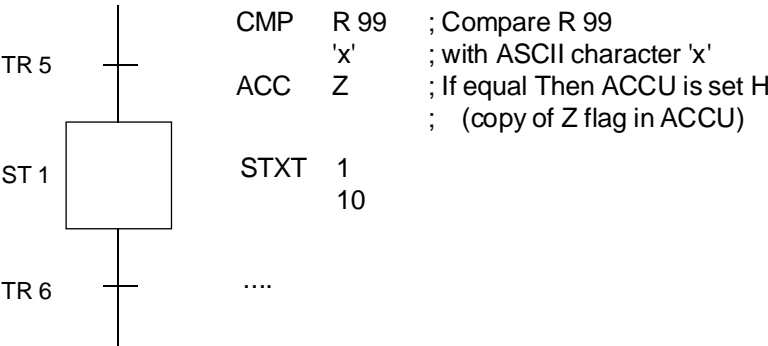 CMP R 99 ; Compare R 99
TR 5 'x' ; with ASCII character 'x'
ACC Z ; If equal Then ACCU is set H
; (copy of Z flag in ACCU)
ST 1 STXT 1
10
TR 6 ....